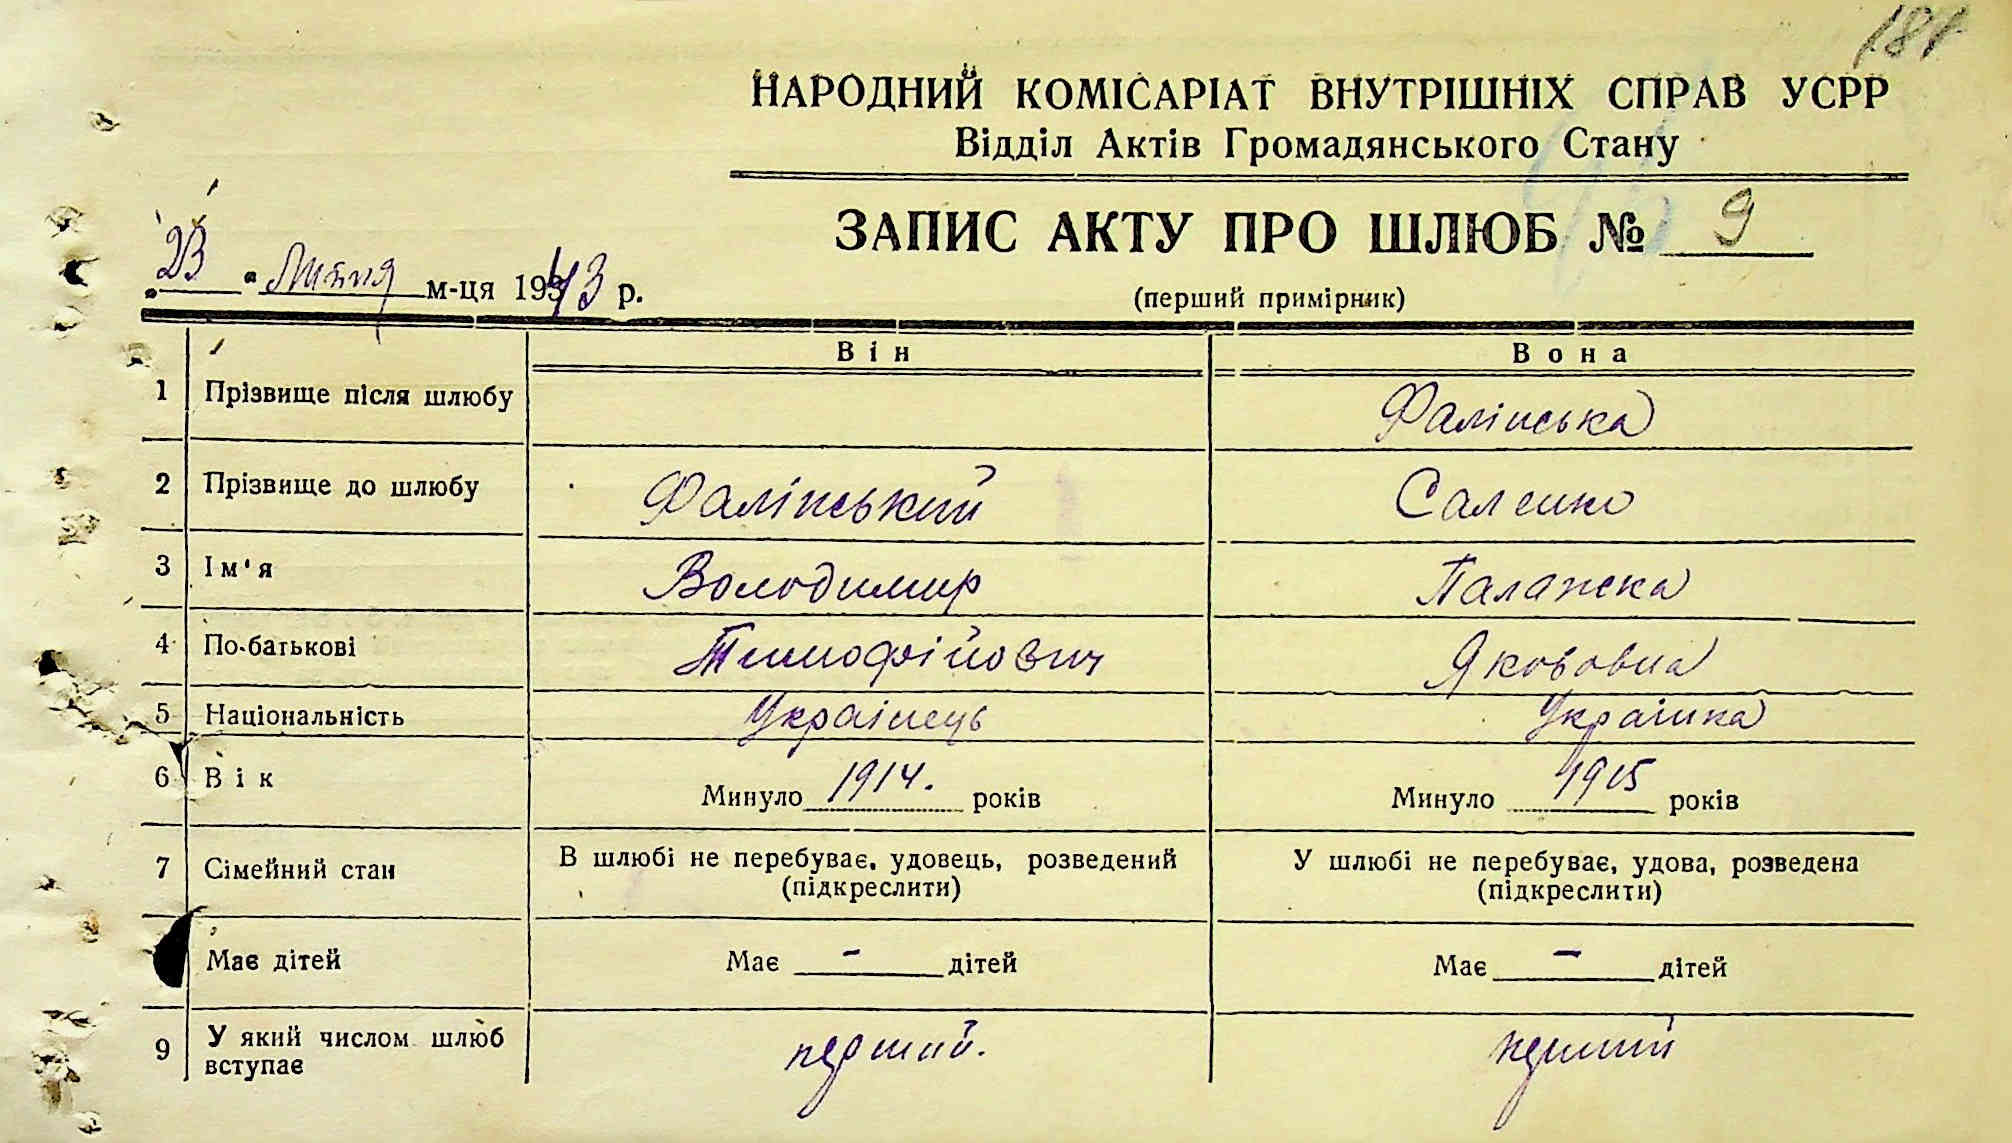 181
НАРОДНИЙ КОМІСАРІАТ ВНУТРІШНІХ СПРАВ УСРР
Відділ Актів Громадянського Стану
ЗАПИС АКТУ ПРО ШЛЮБ № 9
(перший примірник)
„23" Липня м-ця 1943 р.
Він Вона
1 Прізвище після шлюбу Фалінська
2 Прізвище до шлюбу Фалінський Саленко
3 Ім'я Володимир Палажка
4 По-батькові Тимофійович Якововна
5 Національність Українець Українка
6 Вік Минуло 1914. років Минуло 1915 років
7 Сімейний стан В шлюбі не перебуває, удовець, розведений У шлюбі не перебуває, удова, розведена
(підкреслити) (підкреслити)
Має дітей Має - дітей Має - дітей
9 У який числом шлюб вступає перший. перший